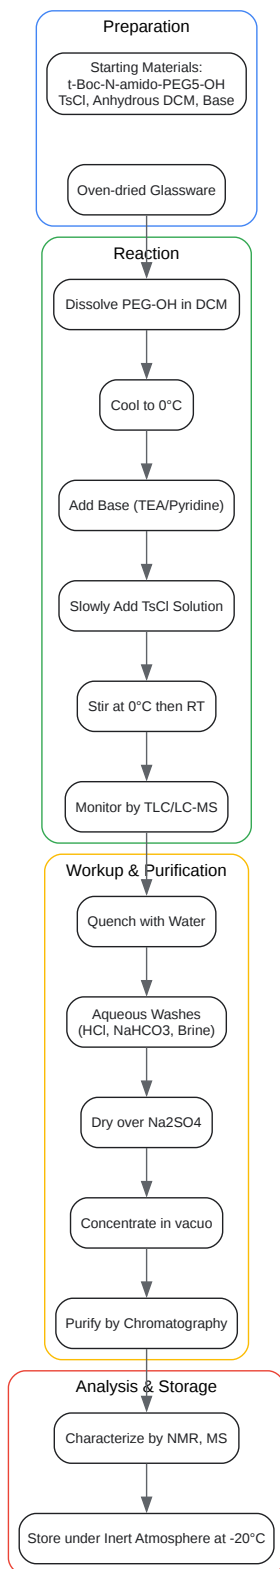 Preparation
Starting Materials:
t-Boc-N-amido-PEG5-OH
TsCl, Anhydrous DCM, Base
Oven-dried Glassware
Reaction
Dissolve PEG-OH in DCM
Cool to 0°C
Add Base (TEA/Pyridine)
Slowly Add TsCl Solution
Stir at 0°C then RT
Monitor by TLC/LC-MS
Workup & Purification
Quench with Water
Aqueous Washes
(HCl, NaHCO3, Brine)
Dry over Na2SO4
Concentrate in vacuo
Purify by Chromatography
Analysis & Storage
Characterize by NMR, MS
Store under Inert Atmosphere at -20°C